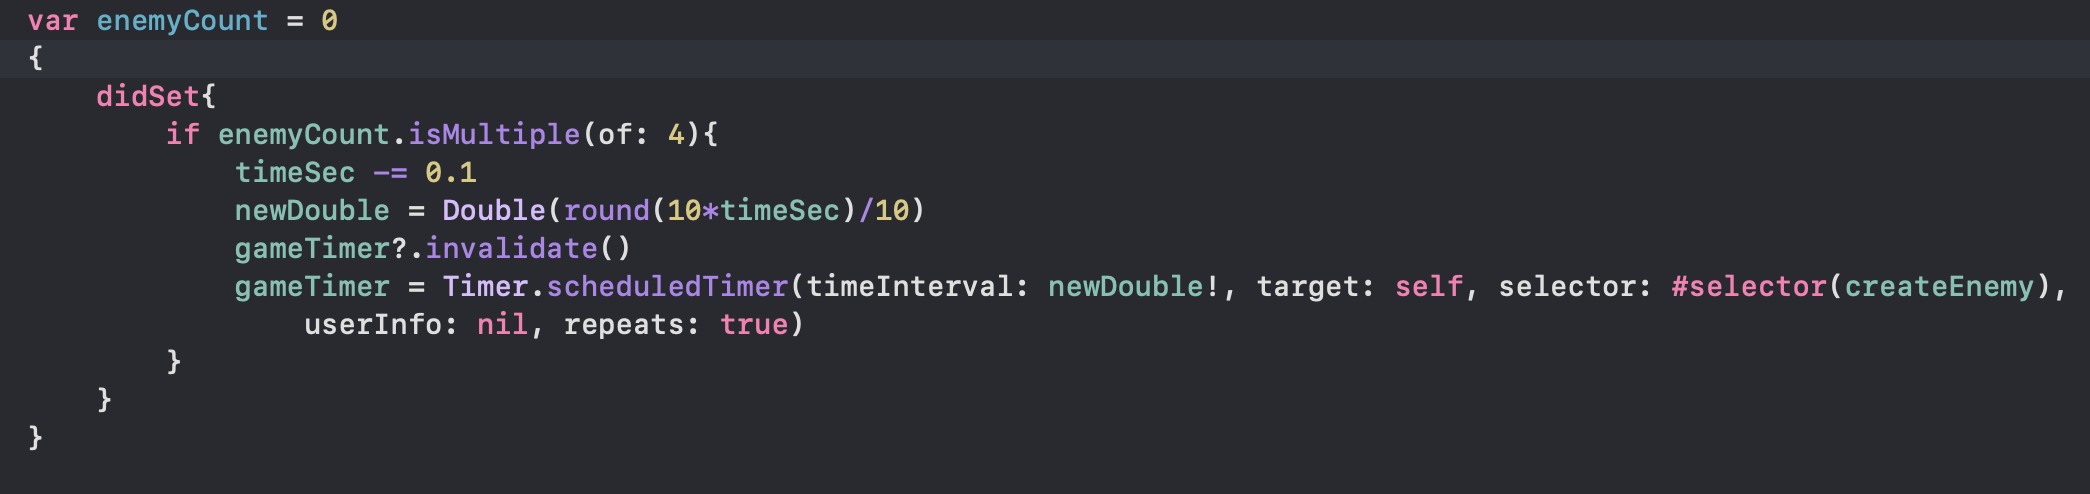 var enemyCount = 0
{
    didSet{
        if enemyCount.isMultiple(of: 4){
            timeSec -= 0.1
            newDouble = Double(round(10*timeSec)/10)
            gameTimer?.invalidate()
            gameTimer = Timer.scheduledTimer(timeInterval: newDouble!, target: self, selector: #selector(createEnemy),
                userInfo: nil, repeats: true)
        }
    }
}